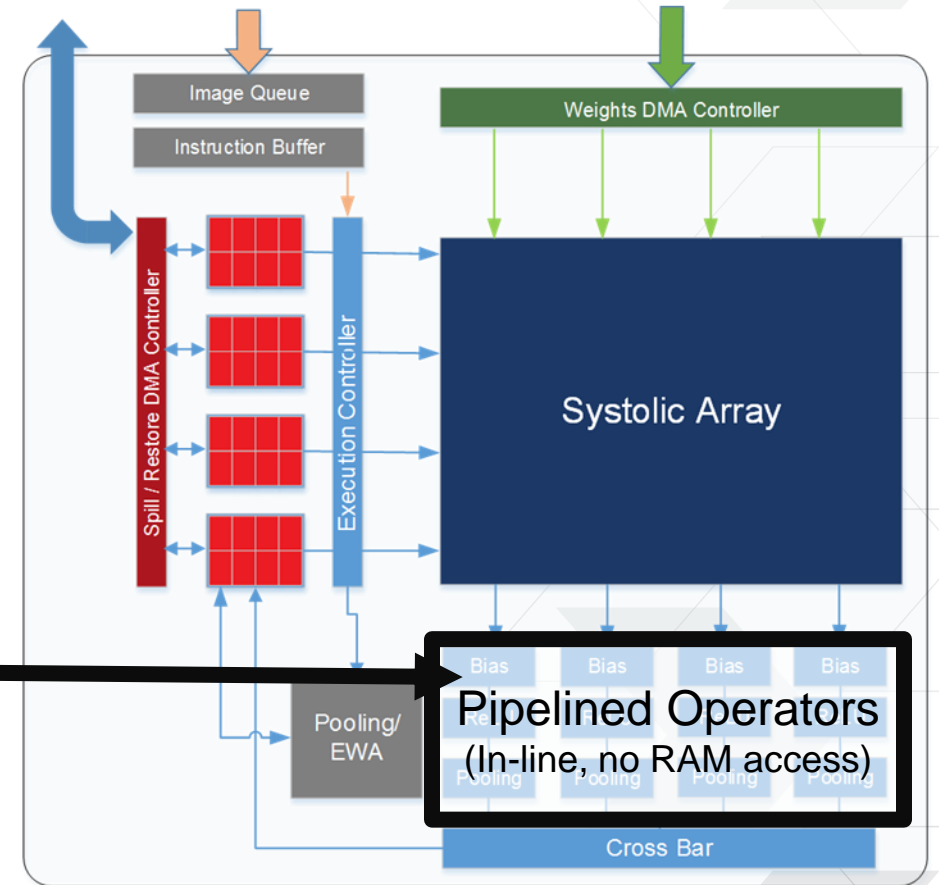 Image Queue
Weights DMA Controller
Instruction Buffer
Spill / Restore DMA Controller
Execution Controller
Systolic Array
Bias Bias Bias Bias
Pipelined Operators
(In-line, no RAM access)
Pooling Pooling Pooling Pooling
Pooling/
EWA
Cross Bar